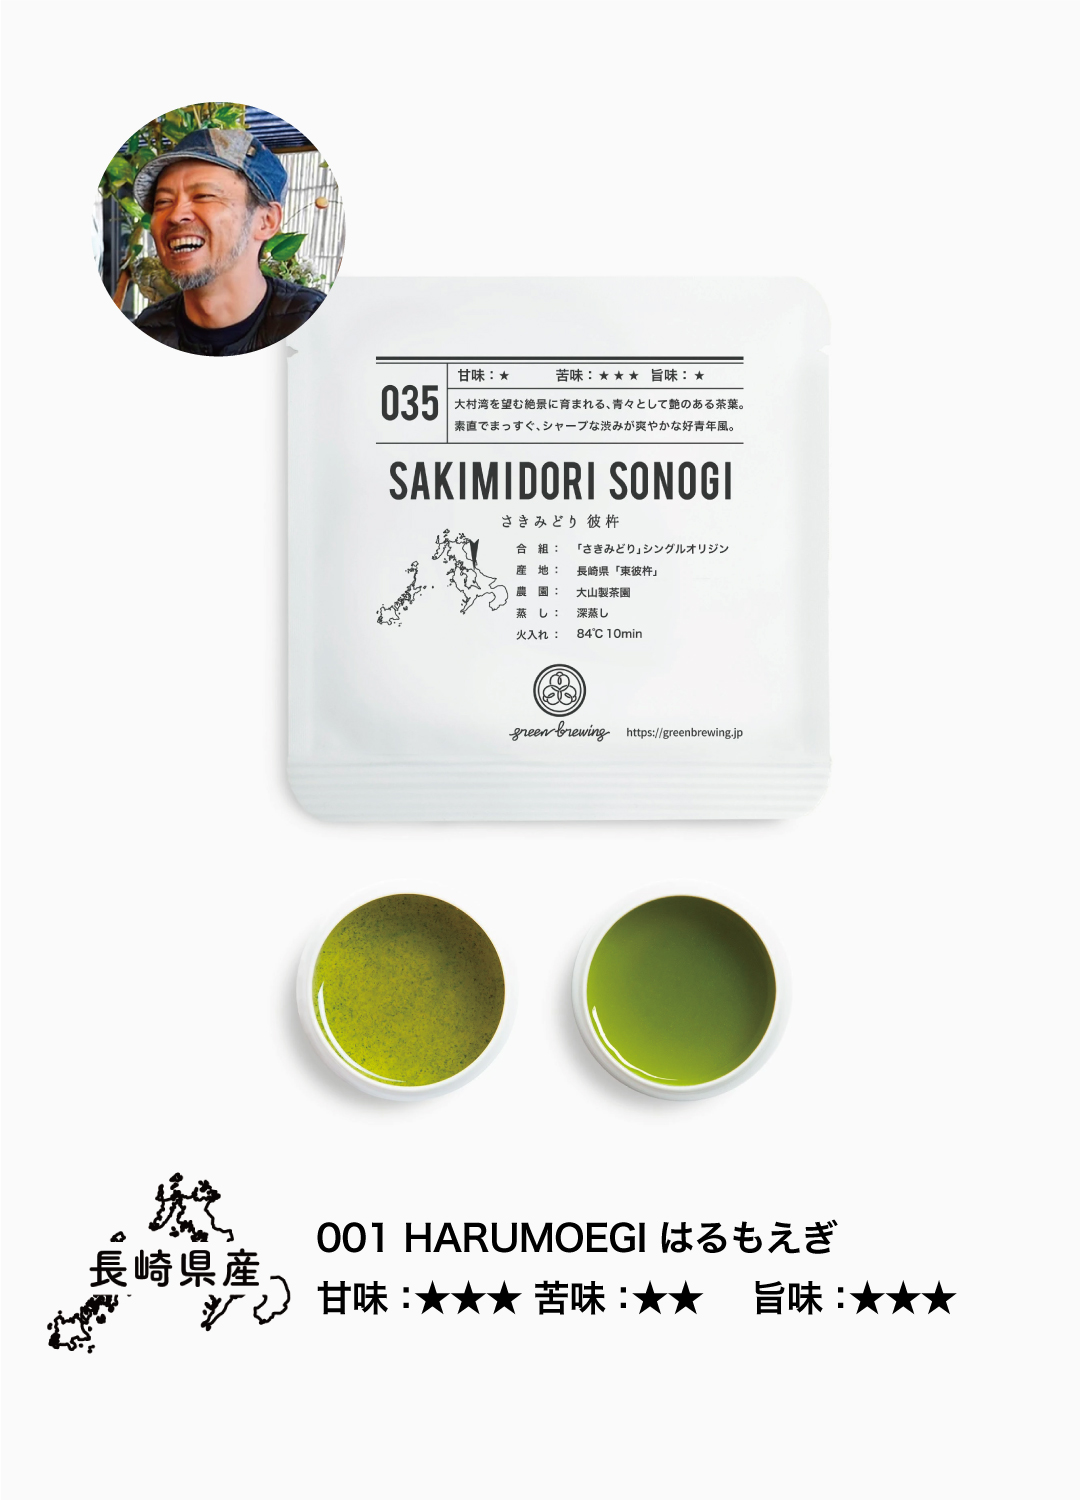 035
甘味：★ 苦味：★★★ 旨味：★
大村湾を望む絶景に育まれる、青々として艶のある茶葉。
素直でまっすぐ、シャープな渋みが爽やかな好青年風。
SAKIMIDORI SONOGI
さきみどり 彼杵
合 組： 「さきみどり」シングルオリジン
産 地： 長崎県「東彼杵」
農 園： 大山製茶園
蒸 し： 深蒸し
火入れ： 84℃ 10min
green brewing https://greenbrewing.jp
長崎県産
001 HARUMOEGI はるもえぎ
甘味：★★★ 苦味：★★ 旨味：★★★